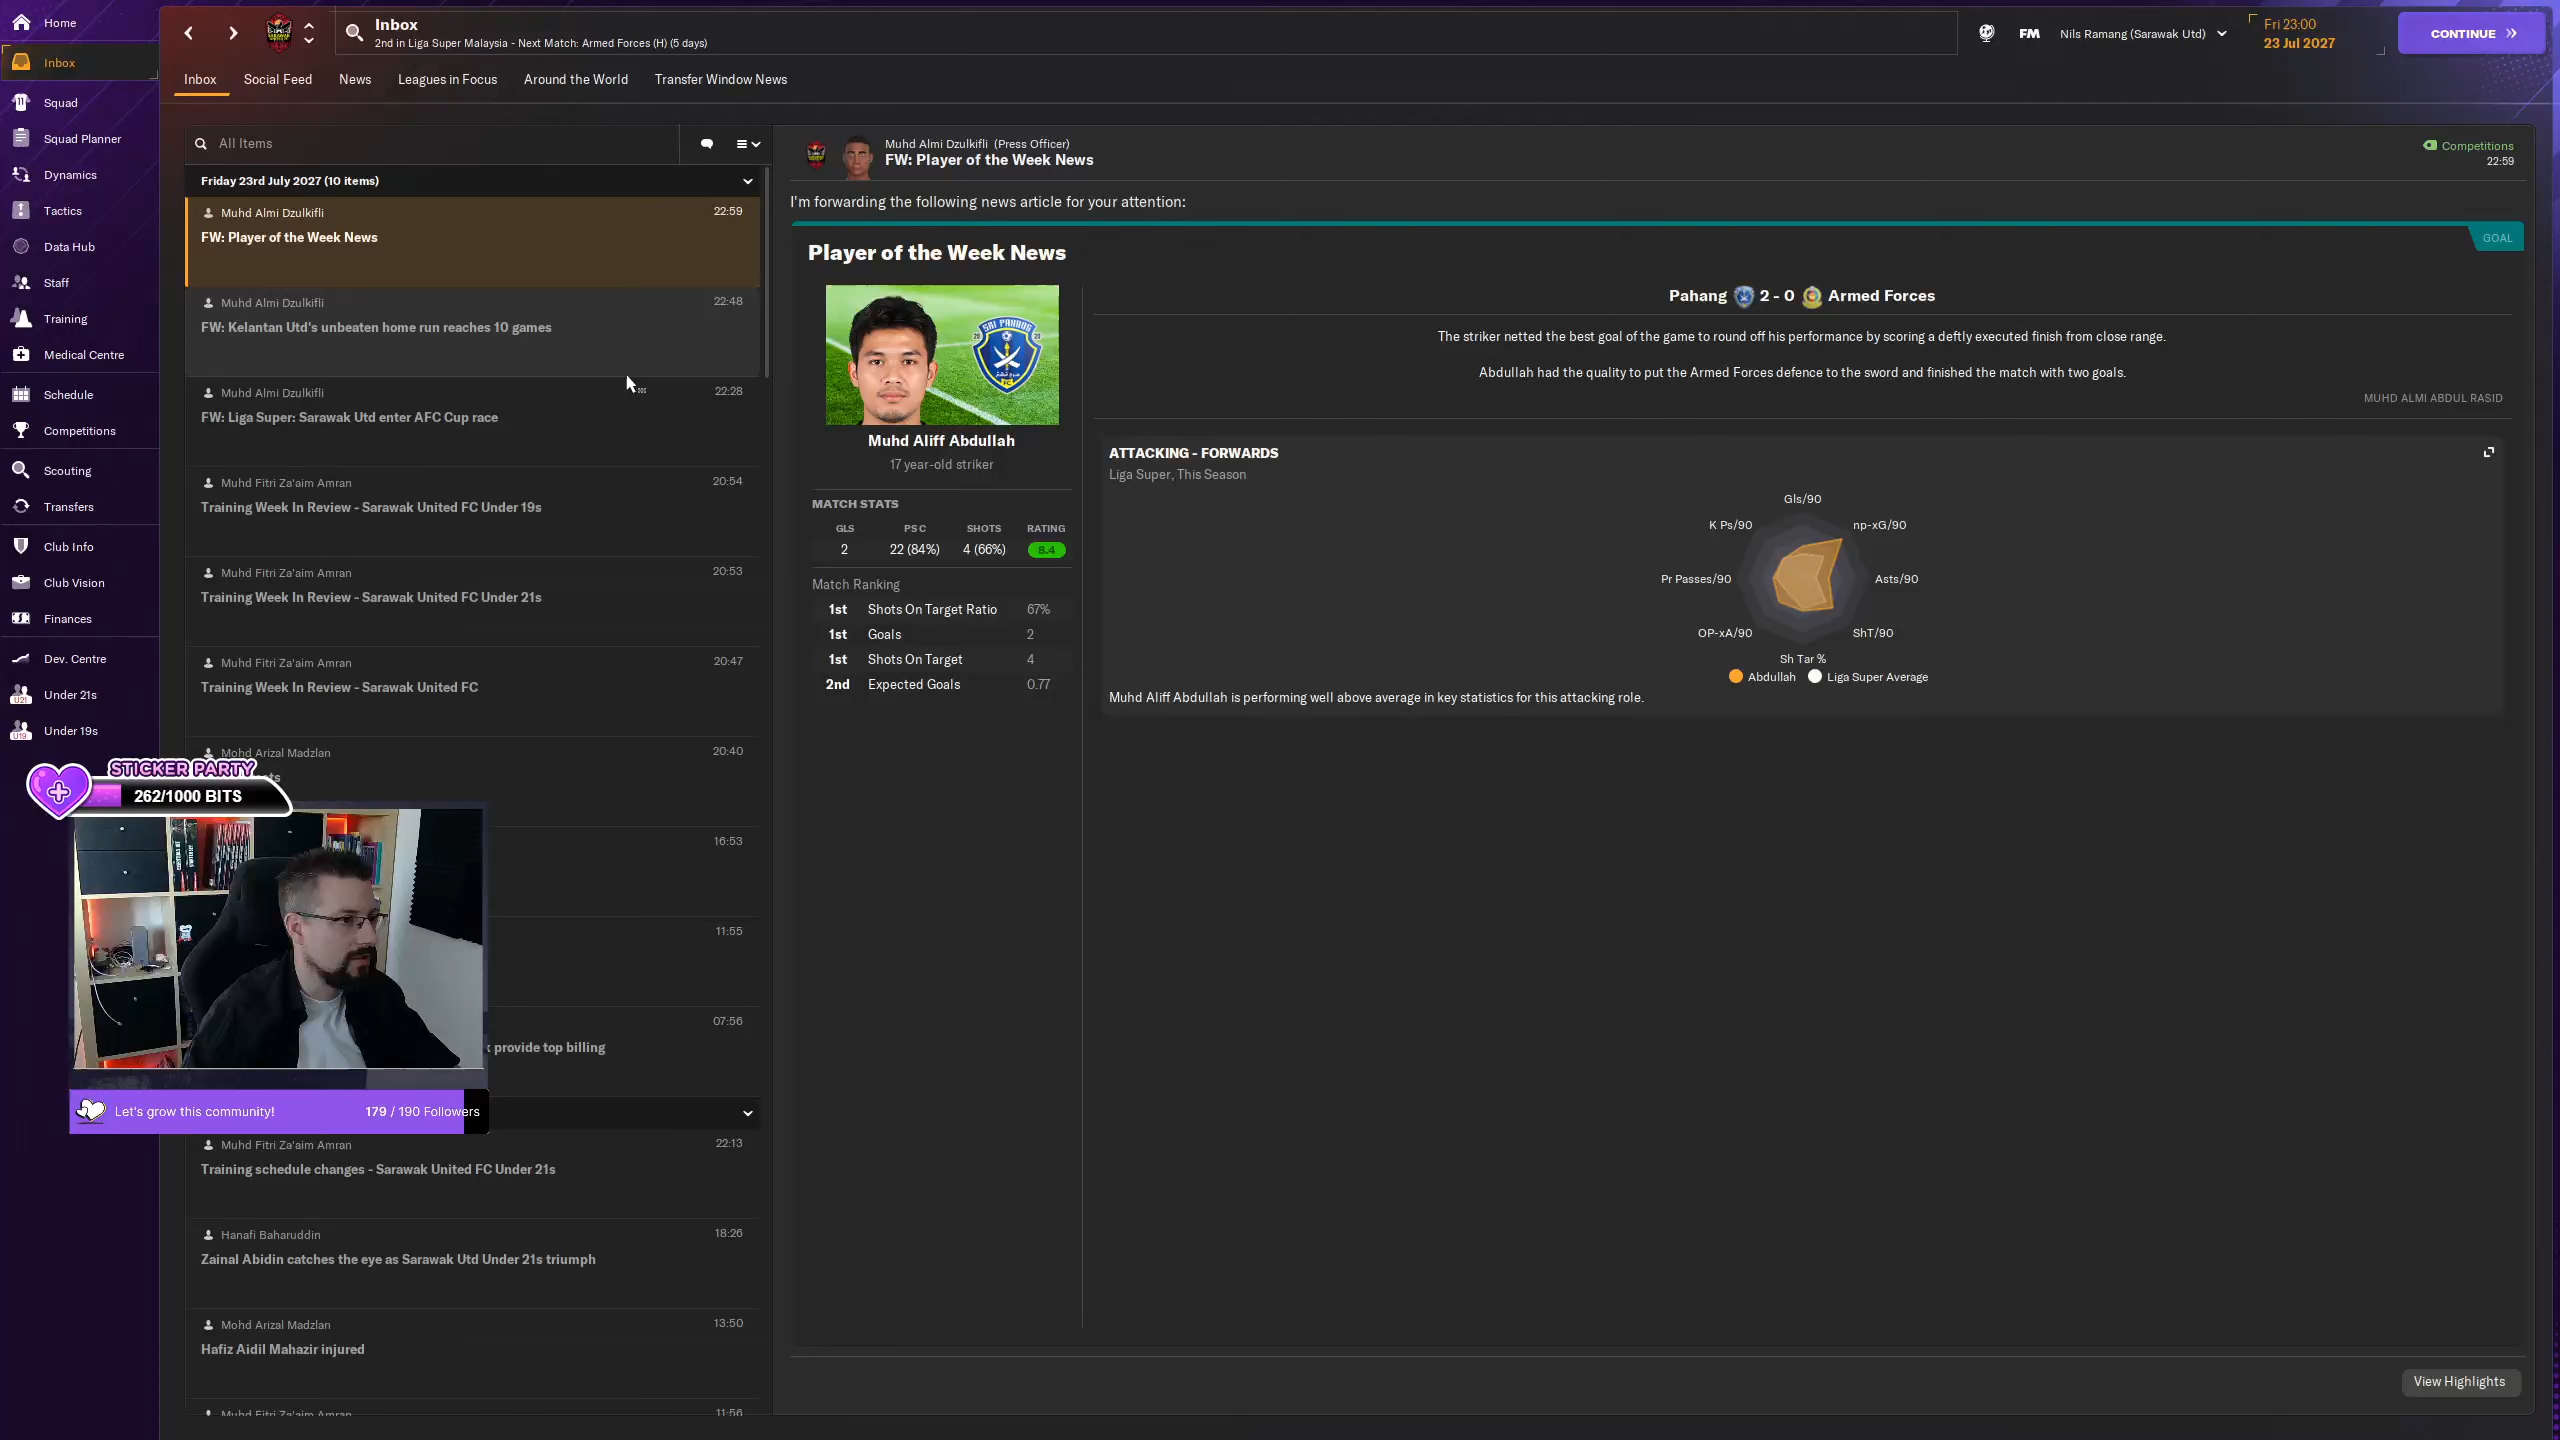 Home
Inbox
Squad
Squad Planner
Dynamics
Tactics
Data Hub
Staff
Training
Medical Centre
Schedule
Competitions
Scouting
Transfers
Club Info
Club Vision
Finances
Dev. Centre
Under 21s
Under 19s
Inbox
2nd in Liga Super Malaysia - Next Match: Armed Forces (H) (5 days)
FM
Nils Ramang (Sarawak Utd)
Fri 23:00
23 Jul 2027
CONTINUE
Inbox Social Feed News Leagues in Focus Around the World Transfer Window News
All Items
Friday 23rd July 2027 (10 items)
Muhd Almi Dzulkifli 22:59
FW: Player of the Week News
Muhd Almi Dzulkifli 22:48
FW: Kelantan Utd's unbeaten home run reaches 10 games
Muhd Almi Dzulkifli 22:28
FW: Liga Super: Sarawak Utd enter AFC Cup race
Muhd Fitri Za'aim Amran 20:54
Training Week In Review - Sarawak United FC Under 19s
Muhd Fitri Za'aim Amran 20:53
Training Week In Review - Sarawak United FC Under 21s
Muhd Fitri Za'aim Amran 20:47
Training Week In Review - Sarawak United FC
Mohd Arizal Madzlan 20:40
16:53
11:55
07:56
provide top billing
Muhd Fitri Za'aim Amran 22:13
Training schedule changes - Sarawak United FC Under 21s
Hanafi Baharuddin 18:26
Zainal Abidin catches the eye as Sarawak Utd Under 21s triumph
Mohd Arizal Madzlan 13:50
Hafiz Aidil Mahazir injured
Muhd Fitri Za'aim Amran 11:56
STICKER PARTY
262/1000 BITS
Let's grow this community! 179 / 190 Followers
Muhd Almi Dzulkifli (Press Officer)
FW: Player of the Week News
Competitions
22:59
I'm forwarding the following news article for your attention:
GOAL
Player of the Week News
SRI PAHANG
Muhd Aliff Abdullah
17 year-old striker
MATCH STATS
GLS PS C SHOTS RATING
2 22 (84%) 4 (66%) 8.4
Match Ranking
1st Shots On Target Ratio 67%
1st Goals 2
1st Shots On Target 4
2nd Expected Goals 0.77
Pahang 2 - 0 Armed Forces
The striker netted the best goal of the game to round off his performance by scoring a deftly executed finish from close range.
Abdullah had the quality to put the Armed Forces defence to the sword and finished the match with two goals.
MUHD ALMI ABDUL RASID
ATTACKING - FORWARDS
Liga Super, This Season
Gls/90
K Ps/90 np-xG/90
Pr Passes/90 Asts/90
OP-xA/90 ShT/90
Sh Tar %
Abdullah Liga Super Average
Muhd Aliff Abdullah is performing well above average in key statistics for this attacking role.
View Highlights